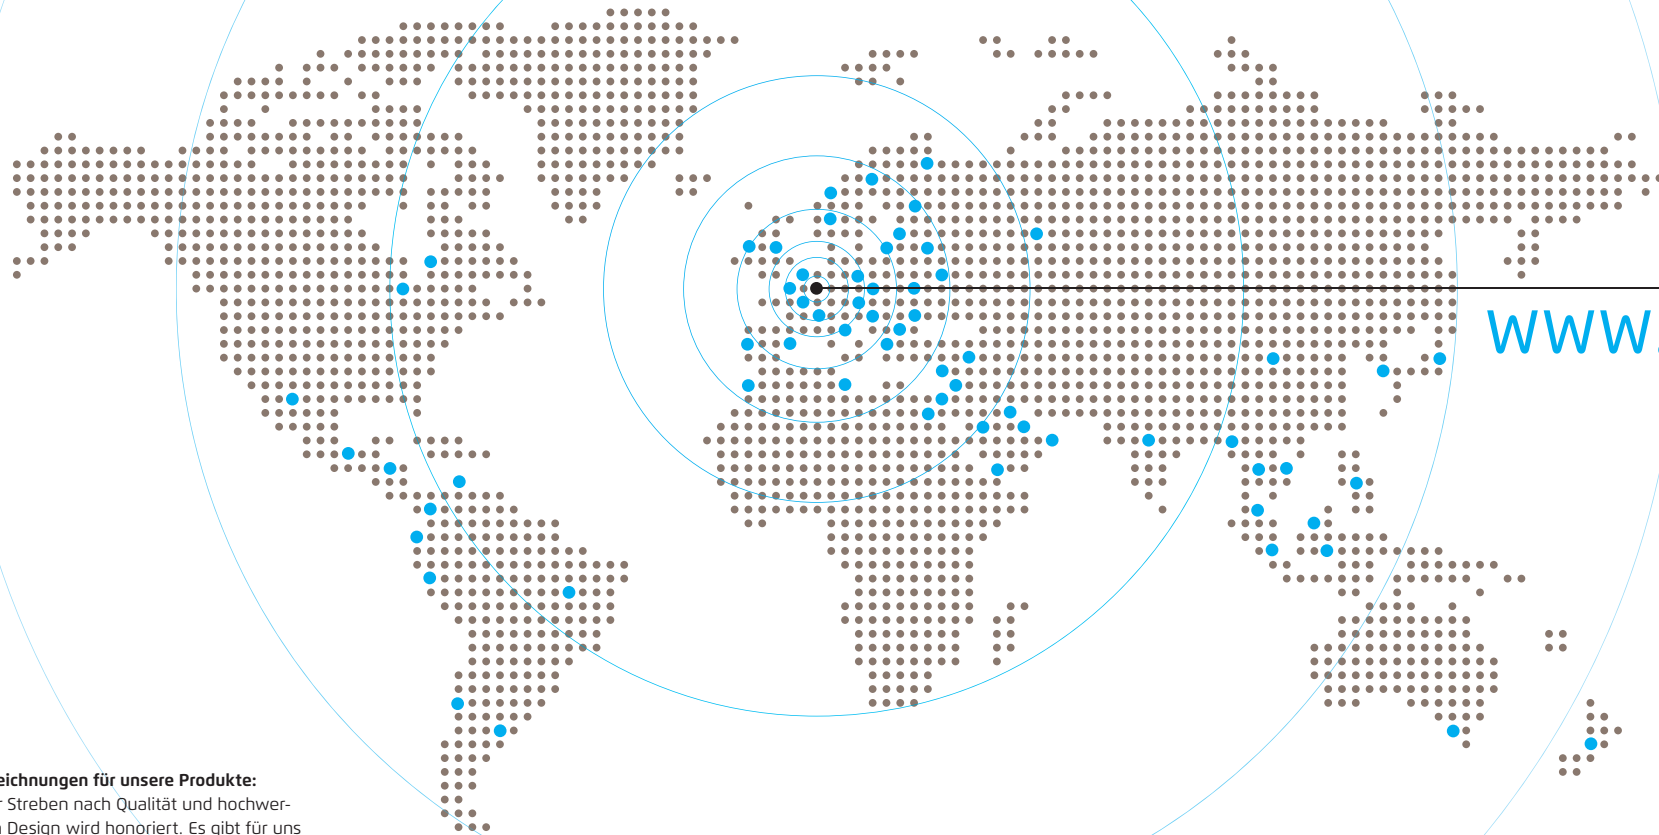 www.
eichnungen für unsere Produkte:
r Streben nach Qualität und hochwer-
n Design wird honoriert. Es gibt für uns